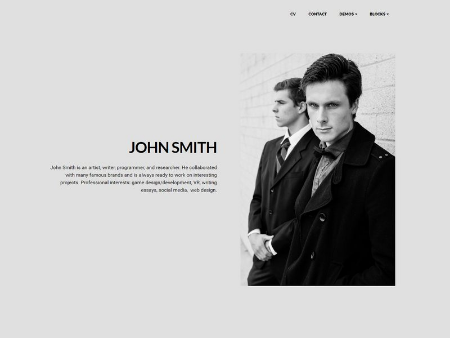 CV CONTACT DEMOS BLOCKS
JOHN SMITH
John Smith is an artist, writer, programmer, and researcher. He collaborated
with many famous brands and is always ready to work on interesting
projects. Professional interests: game design/development, VR, writing
essays, social media, web design.